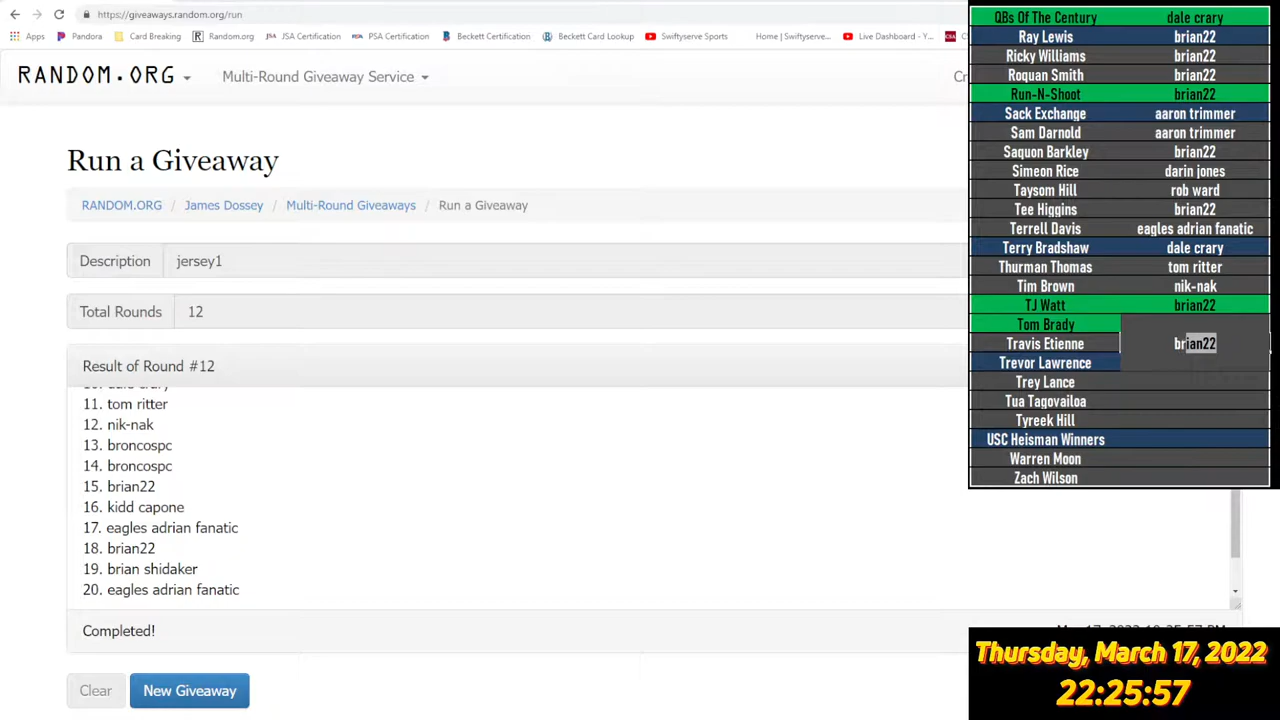 https://giveaways.random.org/run
Apps Pandora Card Breaking Random.org JSA Certification PSA Certification Beckett Certification Beckett Card Lookup Swiftyserve Sports... Home | Swiftyserve... Live Dashboard - Y...
RANDOM.ORG Multi-Round Giveaway Service Cr
Run a Giveaway
RANDOM.ORG / James Dossey / Multi-Round Giveaways / Run a Giveaway
Description jersey1
Total Rounds 12
Result of Round #12
10. dale crary
11. tom ritter
12. nik-nak
13. broncospc
14. broncospc
15. brian22
16. kidd capone
17. eagles adrian fanatic
18. brian22
19. brian shidaker
20. eagles adrian fanatic
Completed!
Clear New Giveaway
QBs Of The Century dale crary
Ray Lewis brian22
Ricky Williams brian22
Roquan Smith brian22
Run-N-Shoot brian22
Sack Exchange aaron trimmer
Sam Darnold aaron trimmer
Saquon Barkley brian22
Simeon Rice darin jones
Taysom Hill rob ward
Tee Higgins brian22
Terrell Davis eagles adrian fanatic
Terry Bradshaw dale crary
Thurman Thomas tom ritter
Tim Brown nik-nak
TJ Watt brian22
Tom Brady
Travis Etienne brian22
Trevor Lawrence
Trey Lance
Tua Tagovailoa
Tyreek Hill
USC Heisman Winners
Warren Moon
Zach Wilson
Thursday, March 17, 2022
22:25:57